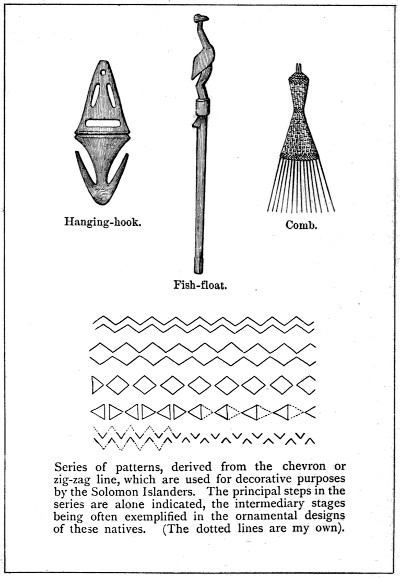 Hanging-hook.
Comb.
Fish-float.
Series of patterns, derived from the chevron or
zig-zag line, which are used for decorative purposes
by the Solomon Islanders. The principal steps in the
series are alone indicated, the intermediary stages
being often exemplified in the ornamental designs
of these natives. (The dotted lines are my own).